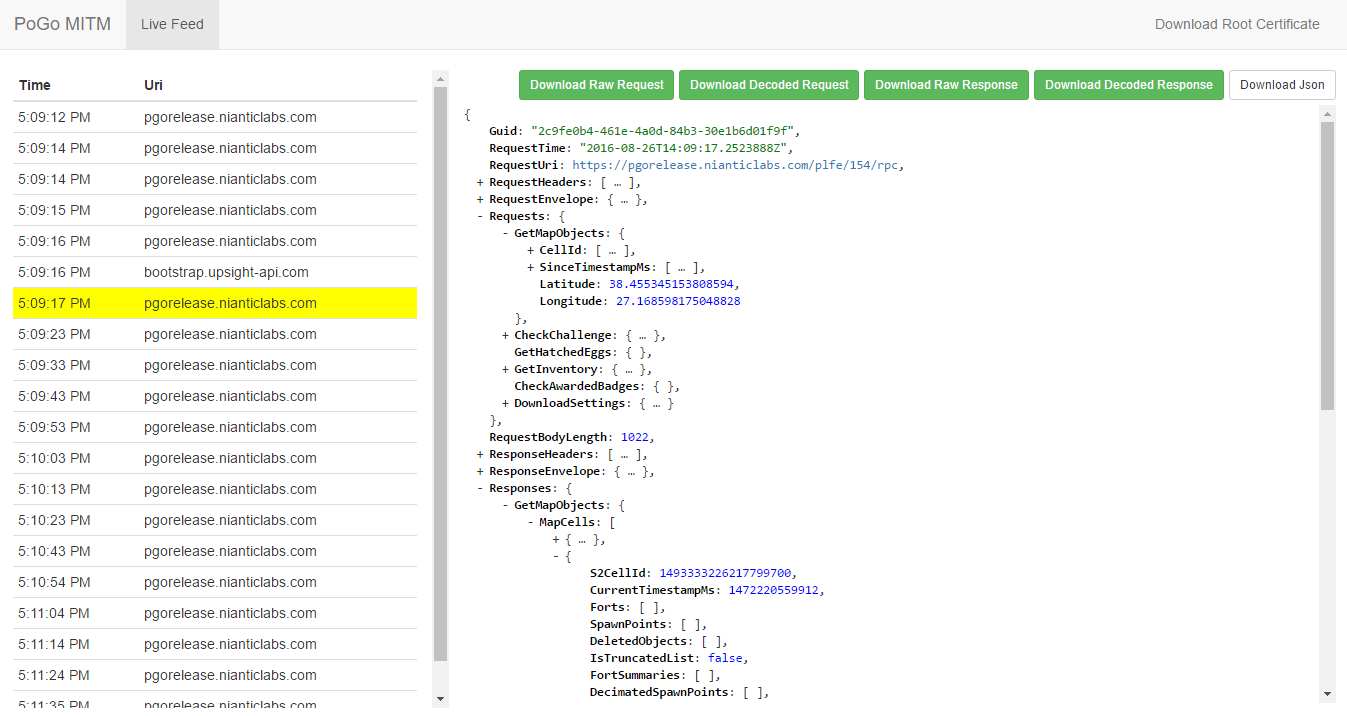 PoGo MITM Live Feed Download Root Certificate
Time Uri
5:09:12 PM pgorelease.nianticlabs.com
5:09:14 PM pgorelease.nianticlabs.com
5:09:14 PM pgorelease.nianticlabs.com
5:09:15 PM pgorelease.nianticlabs.com
5:09:16 PM pgorelease.nianticlabs.com
5:09:16 PM bootstrap.upsight-api.com
5:09:17 PM pgorelease.nianticlabs.com
5:09:23 PM pgorelease.nianticlabs.com
5:09:33 PM pgorelease.nianticlabs.com
5:09:43 PM pgorelease.nianticlabs.com
5:09:53 PM pgorelease.nianticlabs.com
5:10:03 PM pgorelease.nianticlabs.com
5:10:13 PM pgorelease.nianticlabs.com
5:10:23 PM pgorelease.nianticlabs.com
5:10:43 PM pgorelease.nianticlabs.com
5:10:54 PM pgorelease.nianticlabs.com
5:11:04 PM pgorelease.nianticlabs.com
5:11:14 PM pgorelease.nianticlabs.com
5:11:24 PM pgorelease.nianticlabs.com
5:11:35 PM pgorelease.nianticlabs.com
Download Raw Request Download Decoded Request Download Raw Response Download Decoded Response Download Json
{
Guid: "2c9fe0b4-461e-4a0d-84b3-30e1b6d01f9f",
RequestTime: "2016-08-26T14:09:17.2523888Z",
RequestUri: https://pgorelease.nianticlabs.com/plfe/154/rpc,
+ RequestHeaders: [ … ],
+ RequestEnvelope: { … },
- Requests: {
- GetMapObjects: {
+ CellId: [ … ],
+ SinceTimestampMs: [ … ],
Latitude: 38.455345153808594,
Longitude: 27.168598175048828
},
+ CheckChallenge: { … },
GetHatchedEggs: { },
+ GetInventory: { … },
CheckAwardedBadges: { },
+ DownloadSettings: { … }
},
RequestBodyLength: 1022,
+ ResponseHeaders: [ … ],
+ ResponseEnvelope: { … },
- Responses: {
- GetMapObjects: {
- MapCells: [
+ { … },
- {
S2CellId: 1493333226217799700,
CurrentTimestampMs: 1472220559912,
Forts: [ ],
SpawnPoints: [ ],
DeletedObjects: [ ],
IsTruncatedList: false,
FortSummaries: [ ],
DecimatedSpawnPoints: [ ],